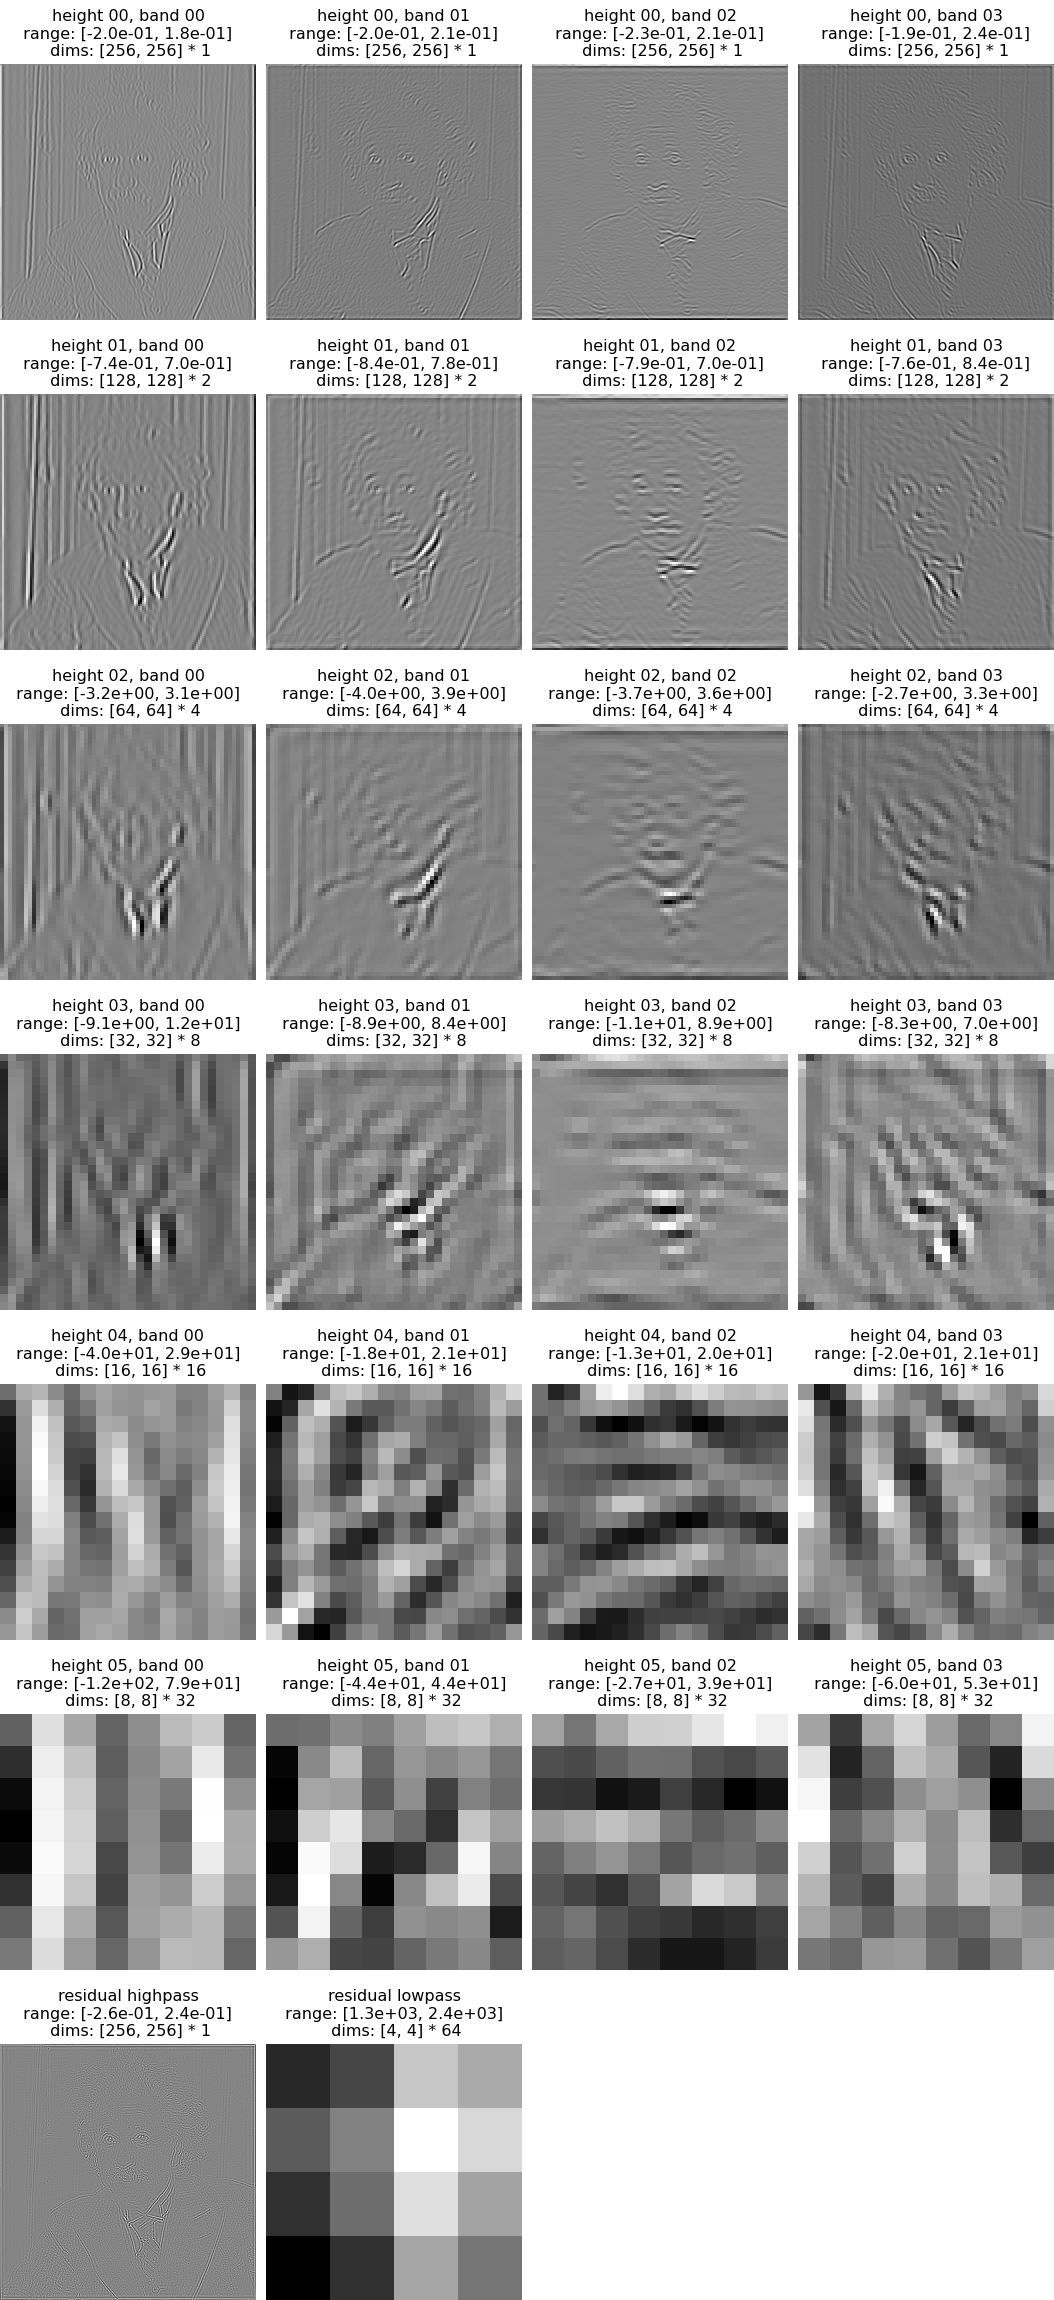 height 00, band 00
range: [-2.0e-01, 1.8e-01]
dims: [256, 256] * 1
height 00, band 01
range: [-2.0e-01, 2.1e-01]
dims: [256, 256] * 1
height 00, band 02
range: [-2.3e-01, 2.1e-01]
dims: [256, 256] * 1
height 00, band 03
range: [-1.9e-01, 2.4e-01]
dims: [256, 256] * 1
height 01, band 00
range: [-7.4e-01, 7.0e-01]
dims: [128, 128] * 2
height 01, band 01
range: [-8.4e-01, 7.8e-01]
dims: [128, 128] * 2
height 01, band 02
range: [-7.9e-01, 7.0e-01]
dims: [128, 128] * 2
height 01, band 03
range: [-7.6e-01, 8.4e-01]
dims: [128, 128] * 2
height 02, band 00
range: [-3.2e+00, 3.1e+00]
dims: [64, 64] * 4
height 02, band 01
range: [-4.0e+00, 3.9e+00]
dims: [64, 64] * 4
height 02, band 02
range: [-3.7e+00, 3.6e+00]
dims: [64, 64] * 4
height 02, band 03
range: [-2.7e+00, 3.3e+00]
dims: [64, 64] * 4
height 03, band 00
range: [-9.1e+00, 1.2e+01]
dims: [32, 32] * 8
height 03, band 01
range: [-8.9e+00, 8.4e+00]
dims: [32, 32] * 8
height 03, band 02
range: [-1.1e+01, 8.9e+00]
dims: [32, 32] * 8
height 03, band 03
range: [-8.3e+00, 7.0e+00]
dims: [32, 32] * 8
height 04, band 00
range: [-4.0e+01, 2.9e+01]
dims: [16, 16] * 16
height 04, band 01
range: [-1.8e+01, 2.1e+01]
dims: [16, 16] * 16
height 04, band 02
range: [-1.3e+01, 2.0e+01]
dims: [16, 16] * 16
height 04, band 03
range: [-2.0e+01, 2.1e+01]
dims: [16, 16] * 16
height 05, band 00
range: [-1.2e+02, 7.9e+01]
dims: [8, 8] * 32
height 05, band 01
range: [-4.4e+01, 4.4e+01]
dims: [8, 8] * 32
height 05, band 02
range: [-2.7e+01, 3.9e+01]
dims: [8, 8] * 32
height 05, band 03
range: [-6.0e+01, 5.3e+01]
dims: [8, 8] * 32
residual highpass
range: [-2.6e-01, 2.4e-01]
dims: [256, 256] * 1
residual lowpass
range: [1.3e+03, 2.4e+03]
dims: [4, 4] * 64